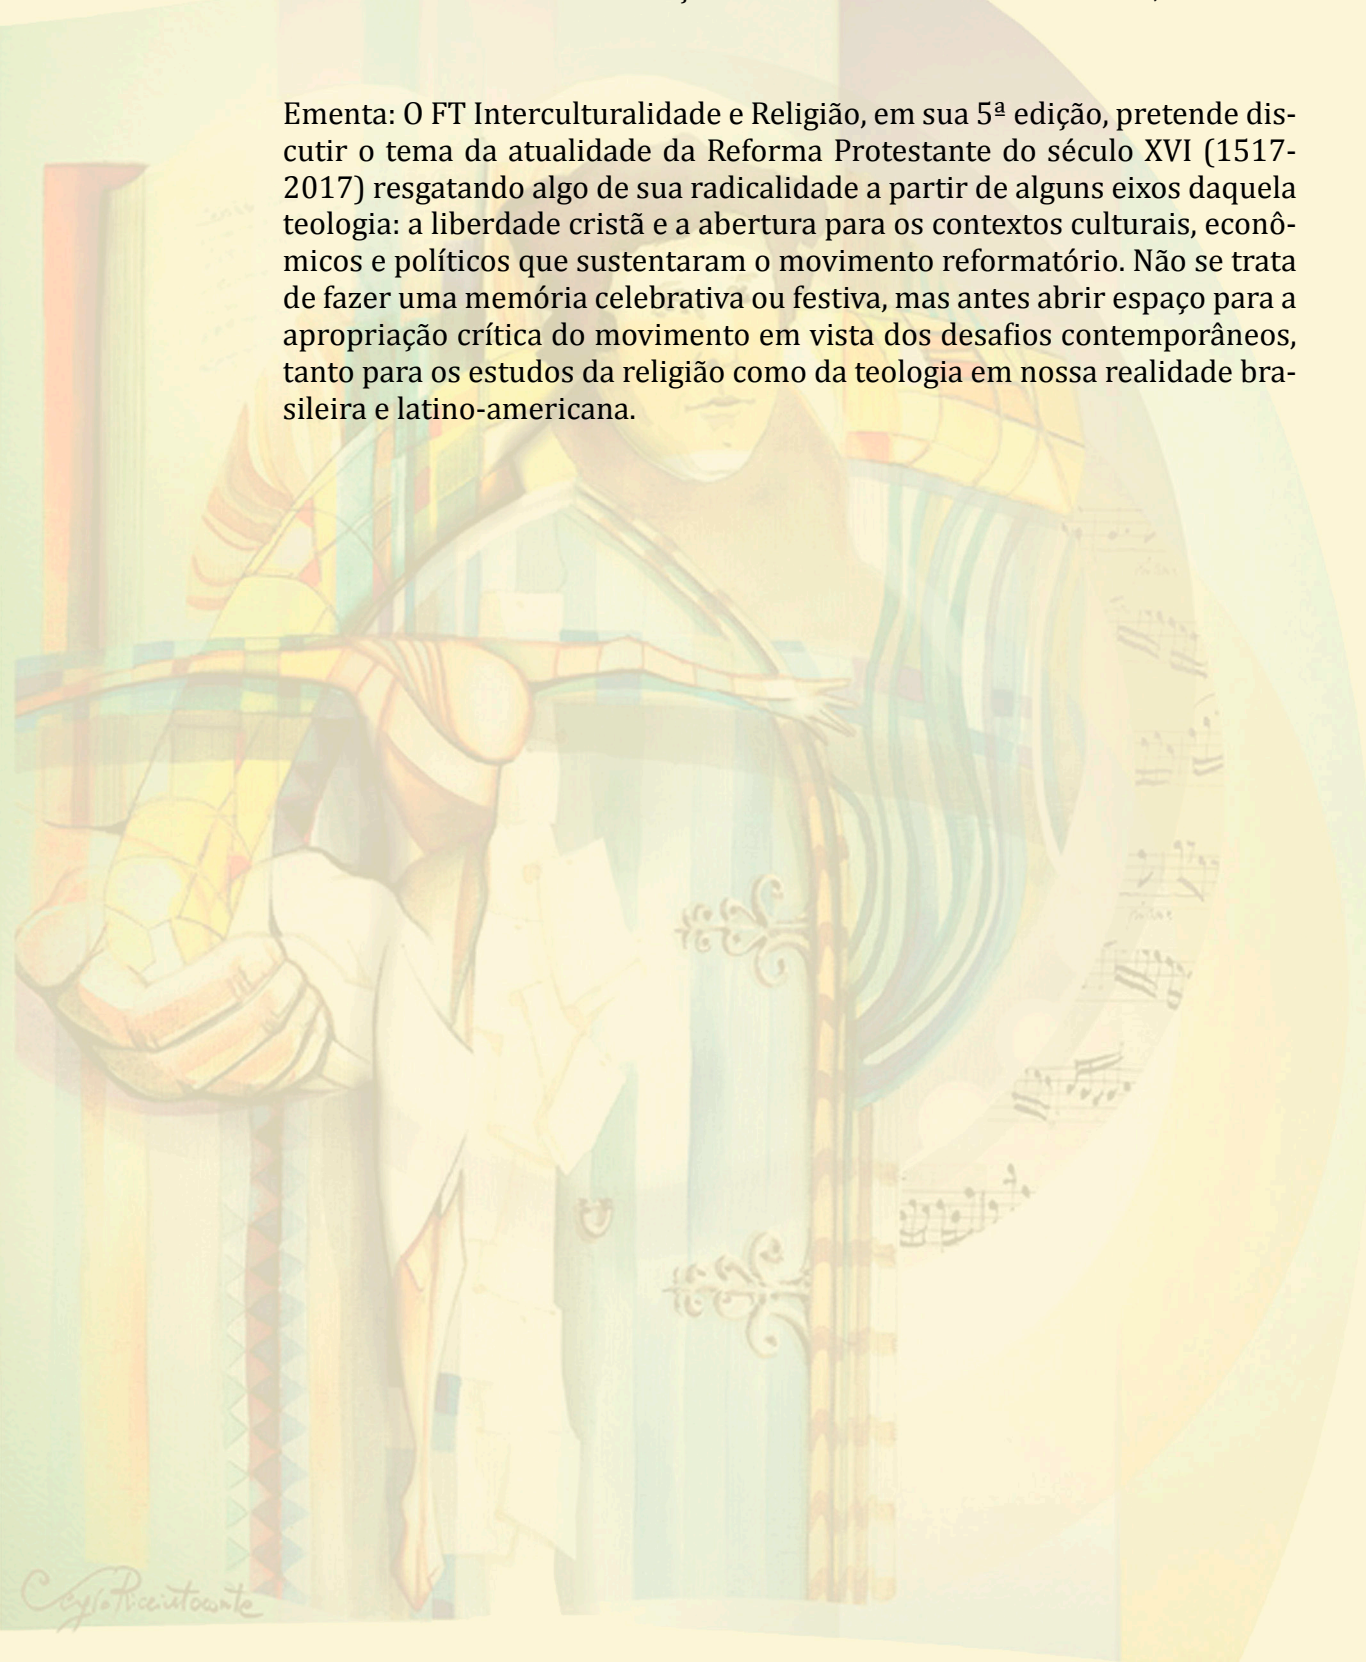 Ementa: O FT Interculturalidade e Religião, em sua 5ª edição, pretende dis-
cutir o tema da atualidade da Reforma Protestante do século XVI (1517-
2017) resgatando algo de sua radicalidade a partir de alguns eixos daquela
teologia: a liberdade cristã e a abertura para os contextos culturais, econô-
micos e políticos que sustentaram o movimento reformatório. Não se trata
de fazer uma memória celebrativa ou festiva, mas antes abrir espaço para a
apropriação crítica do movimento em vista dos desafios contemporâneos,
tanto para os estudos da religião como da teologia em nossa realidade bra-
sileira e latino-americana.